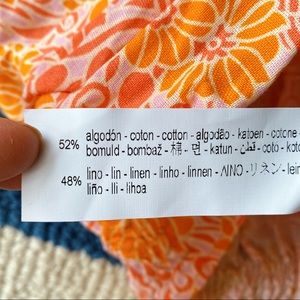 52% algodón - coton - cotton - algodão - katoen - cotone
bomuld - bombaž - 棉 - 면 - katun - قطن - coto - koto
48% lino - lin - linen - linho - linnen - ΛΙΝΟ - リネン - lein
liño - lli - lihoa